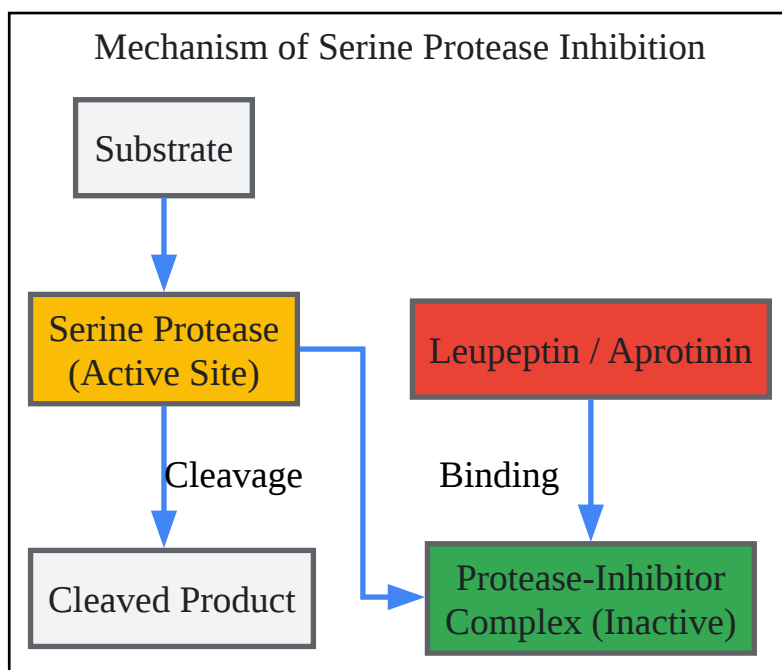 Mechanism of Serine Protease Inhibition
Substrate
Serine Protease
(Active Site)
Leupeptin / Aprotinin
Cleavage
Binding
Cleaved Product
Protease-Inhibitor
Complex (Inactive)